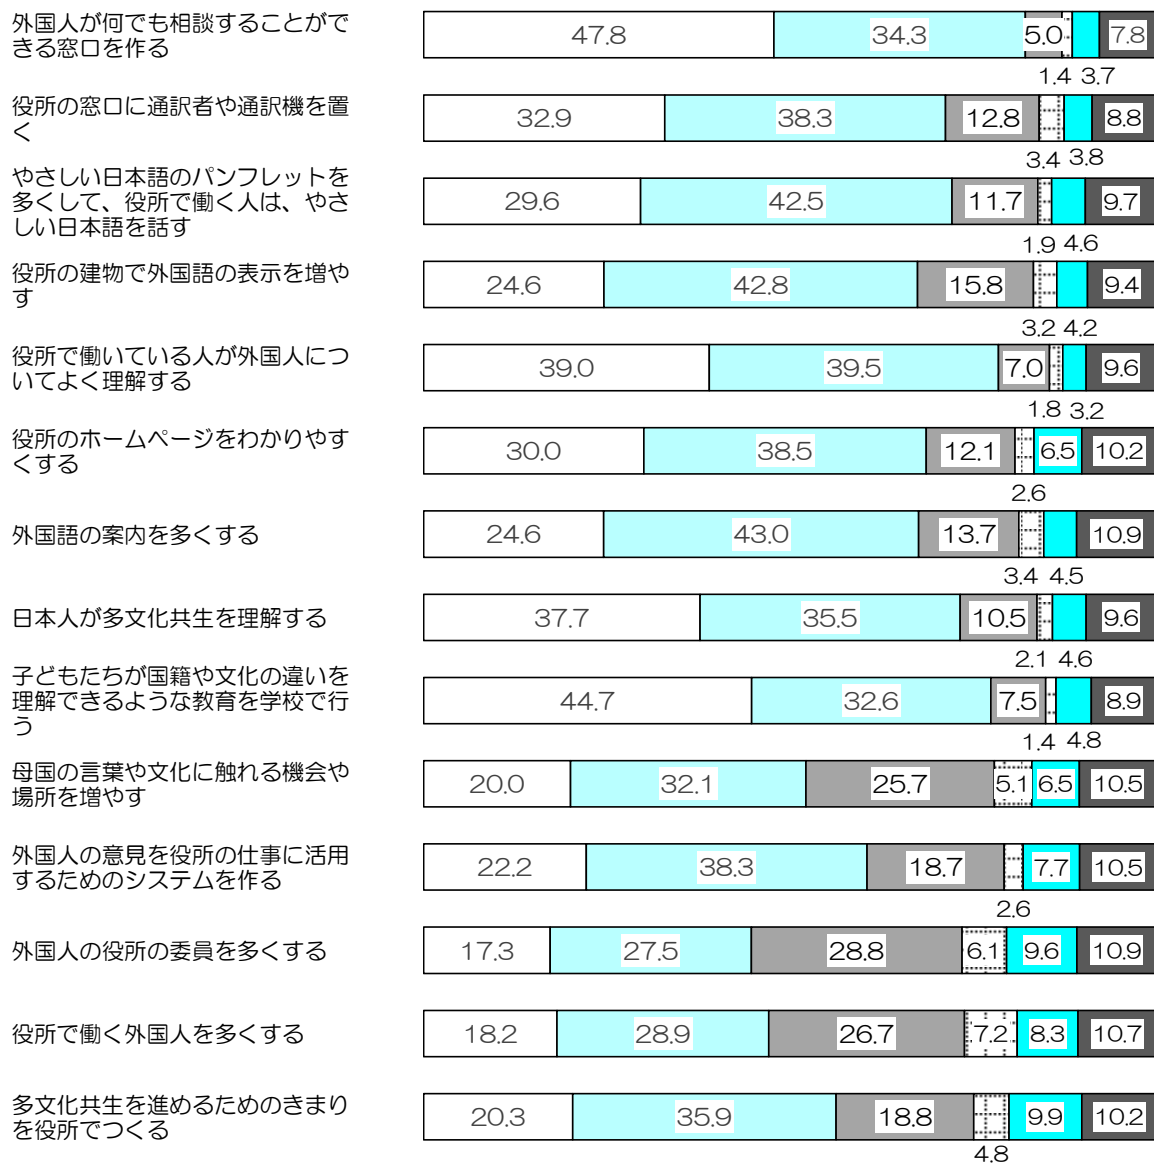 外国人が何でも相談することがで
きる窓口を作る
47.8 34.3 5.0 7.8
1.4 3.7
役所の窓口に通訳者や通訳機を置
く
32.9 38.3 12.8 8.8
3.4 3.8
やさしい日本語のパンフレットを
多くして、役所で働く人は、やさ
しい日本語を話す
29.6 42.5 11.7 9.7
1.9 4.6
役所の建物で外国語の表示を増や
す
24.6 42.8 15.8 9.4
3.2 4.2
役所で働いている人が外国人につ
いてよく理解する
39.0 39.5 7.0 9.6
1.8 3.2
役所のホームページをわかりやす
くする
30.0 38.5 12.1 6.5 10.2
2.6
外国語の案内を多くする
24.6 43.0 13.7 10.9
3.4 4.5
日本人が多文化共生を理解する
37.7 35.5 10.5 9.6
2.1 4.6
子どもたちが国籍や文化の違いを
理解できるような教育を学校で行
う
44.7 32.6 7.5 8.9
1.4 4.8
母国の言葉や文化に触れる機会や
場所を増やす
20.0 32.1 25.7 5.1 6.5 10.5
外国人の意見を役所の仕事に活用
するためのシステムを作る
22.2 38.3 18.7 7.7 10.5
2.6
外国人の役所の委員を多くする
17.3 27.5 28.8 6.1 9.6 10.9
役所で働く外国人を多くする
18.2 28.9 26.7 7.2 8.3 10.7
多文化共生を進めるためのきまり
を役所でつくる
20.3 35.9 18.8 9.9 10.2
4.8